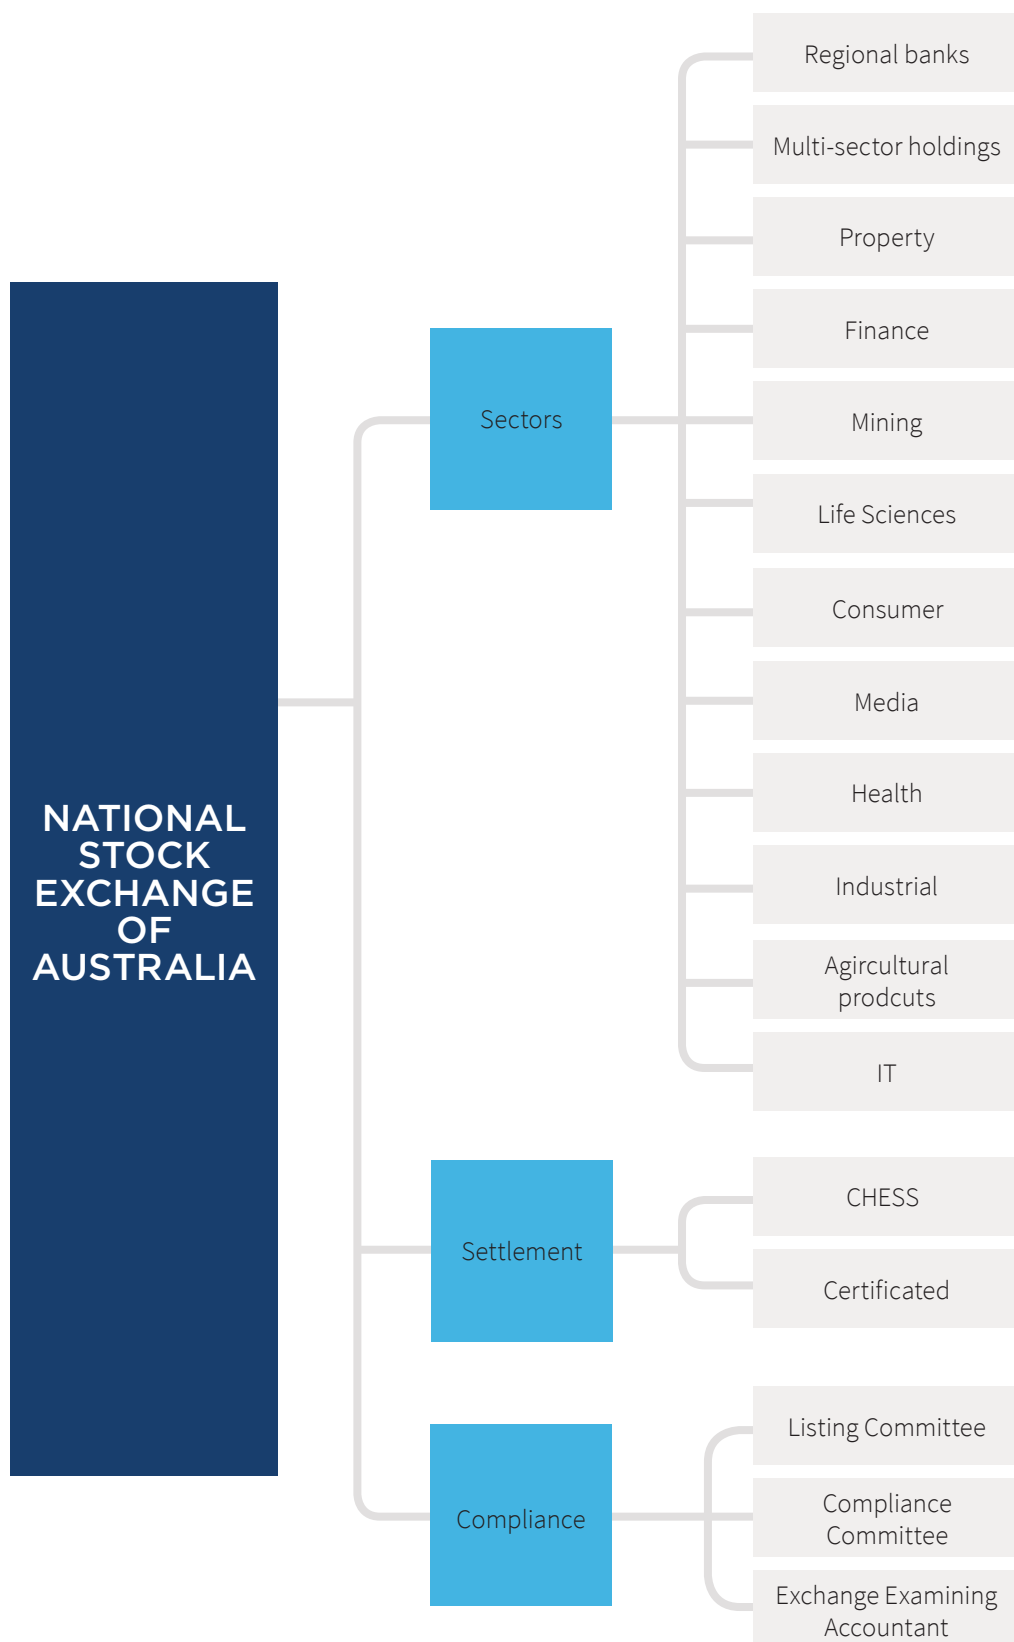 NATIONAL
STOCK
EXCHANGE
OF
AUSTRALIA
Sectors
Regional banks
Multi-sector holdings
Property
Finance
Mining
Life Sciences
Consumer
Media
Health
Industrial
Agircultural
prodcuts
IT
Settlement
CHESS
Certificated
Compliance
Listing Committee
Compliance
Committee
Exchange Examining
Accountant